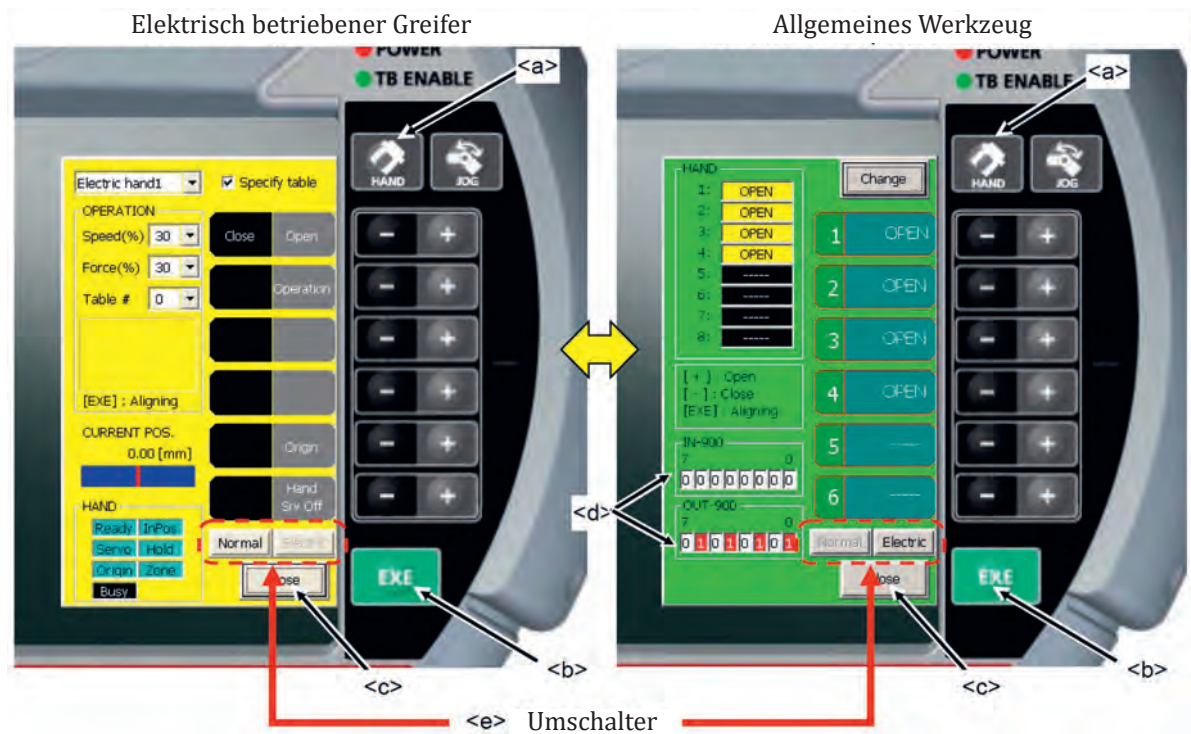 Elektrisch betriebener Greifer
POWER
TB ENABLE
<a>
Electric hand1
Specify table
HAND
JOG
OPERATION
Speed(%) 30
Close Open
- +
Force(%) 30
Operation
- +
Table # 0
- +
[EXE] : Aligning
- +
CURRENT POS.
0.00 [mm]
Origin
- +
HAND
Hand
Srv Off
- +
Ready InPos
Servo Hold
Origin Zone
Busy
Normal Electric
Close
EXE
<b>
<c>
Allgemeines Werkzeug
POWER
TB ENABLE
<a>
HAND
Change
HAND
JOG
1: OPEN
2: OPEN
3: OPEN
4: OPEN
5: -----
6: -----
7: -----
8: -----
1 OPEN
- +
2 OPEN
- +
3 OPEN
- +
4 OPEN
- +
5 -----
- +
6 -----
- +
[ + ] : Open
[ - ] : Close
[EXE] : Aligning
IN-900
7 0
0 0 0 0 0 0 0 0
<d>
OUT-900
7 0
0 1 0 1 0 1 0 1
Normal Electric
Close
EXE
<b>
<c>
<e> Umschalter